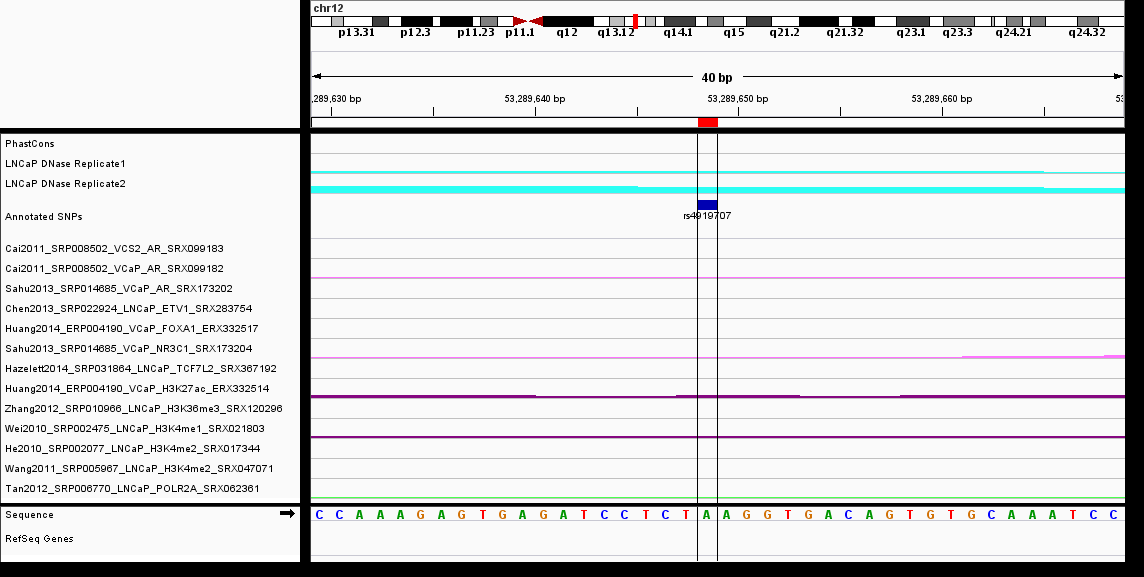 chr12
p13.31 p12.3 p11.23 p11.1 q12 q13.12 q14.1 q15 q21.2 q21.32 q23.1 q23.3 q24.21 q24.32
40 bp
,289,630 bp 53,289,640 bp 53,289,650 bp 53,289,660 bp 53
PhastCons
LNCaP DNase Replicate1
LNCaP DNase Replicate2
Annotated SNPs
rs4919707
Cai2011_SRP008502_VCS2_AR_SRX099183
Cai2011_SRP008502_VCaP_AR_SRX099182
Sahu2013_SRP014685_VCaP_AR_SRX173202
Chen2013_SRP022924_LNCaP_ETV1_SRX283754
Huang2014_ERP004190_VCaP_FOXA1_ERX332517
Sahu2013_SRP014685_VCaP_NR3C1_SRX173204
Hazelett2014_SRP031864_LNCaP_TCF7L2_SRX367192
Huang2014_ERP004190_VCaP_H3K27ac_ERX332514
Zhang2012_SRP010966_LNCaP_H3K36me3_SRX120296
Wei2010_SRP002475_LNCaP_H3K4me1_SRX021803
He2010_SRP002077_LNCaP_H3K4me2_SRX017344
Wang2011_SRP005967_LNCaP_H3K4me2_SRX047071
Tan2012_SRP006770_LNCaP_POLR2A_SRX062361
Sequence C C A A A G A G T G A G A T C C T C T A A G G T G A C A G T G T G C A A A T C C
RefSeq Genes